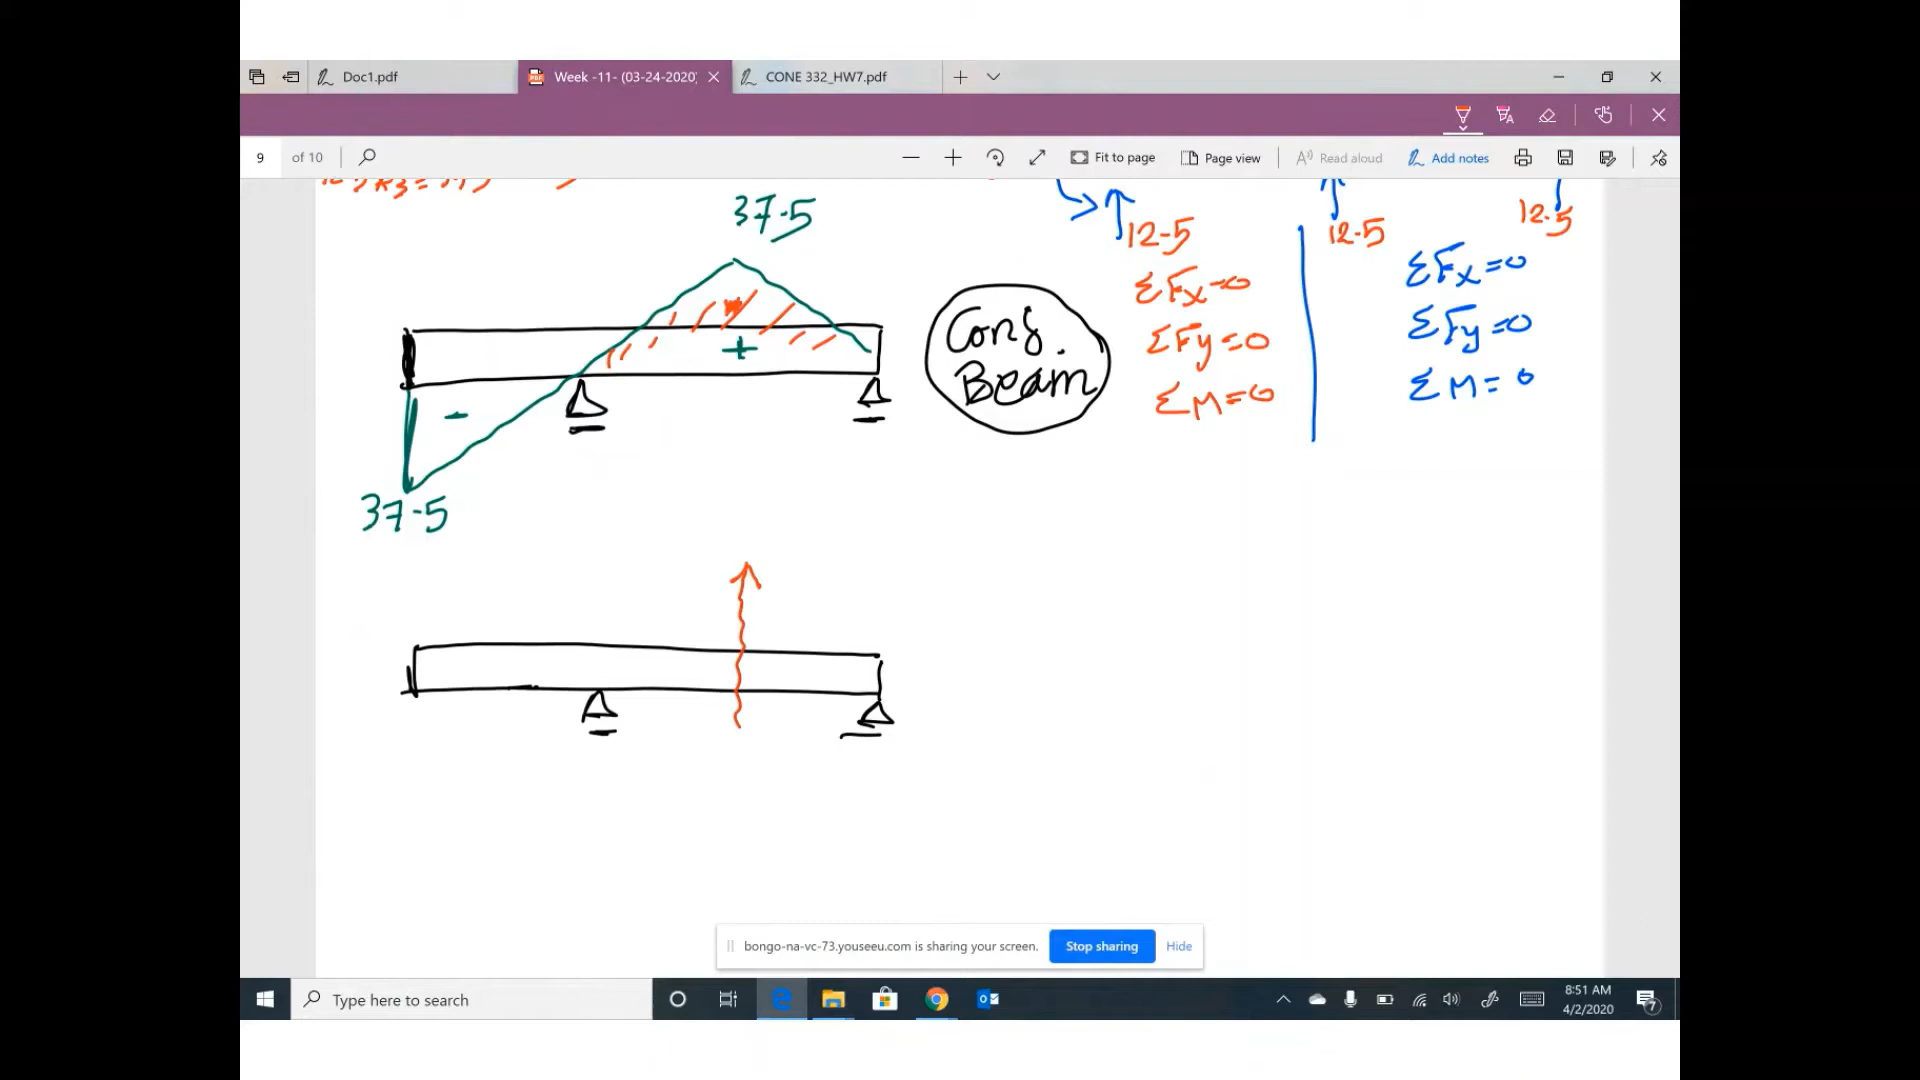 Doc1.pdf
Week -11- (03-24-2020)
CONE 332_HW7.pdf
9 of 10
Fit to page
Page view
Read aloud
Add notes
37.5
12.5
12.5
12.5
ΣFx=0
ΣFy=0
ΣM=0
ΣFx=0
ΣFy=0
ΣM=0
Conj.
Beam
+
-
37.5
bongo-na-vc-73.youseeu.com is sharing your screen.
Stop sharing
Hide
Type here to search
8:51 AM
4/2/2020
7